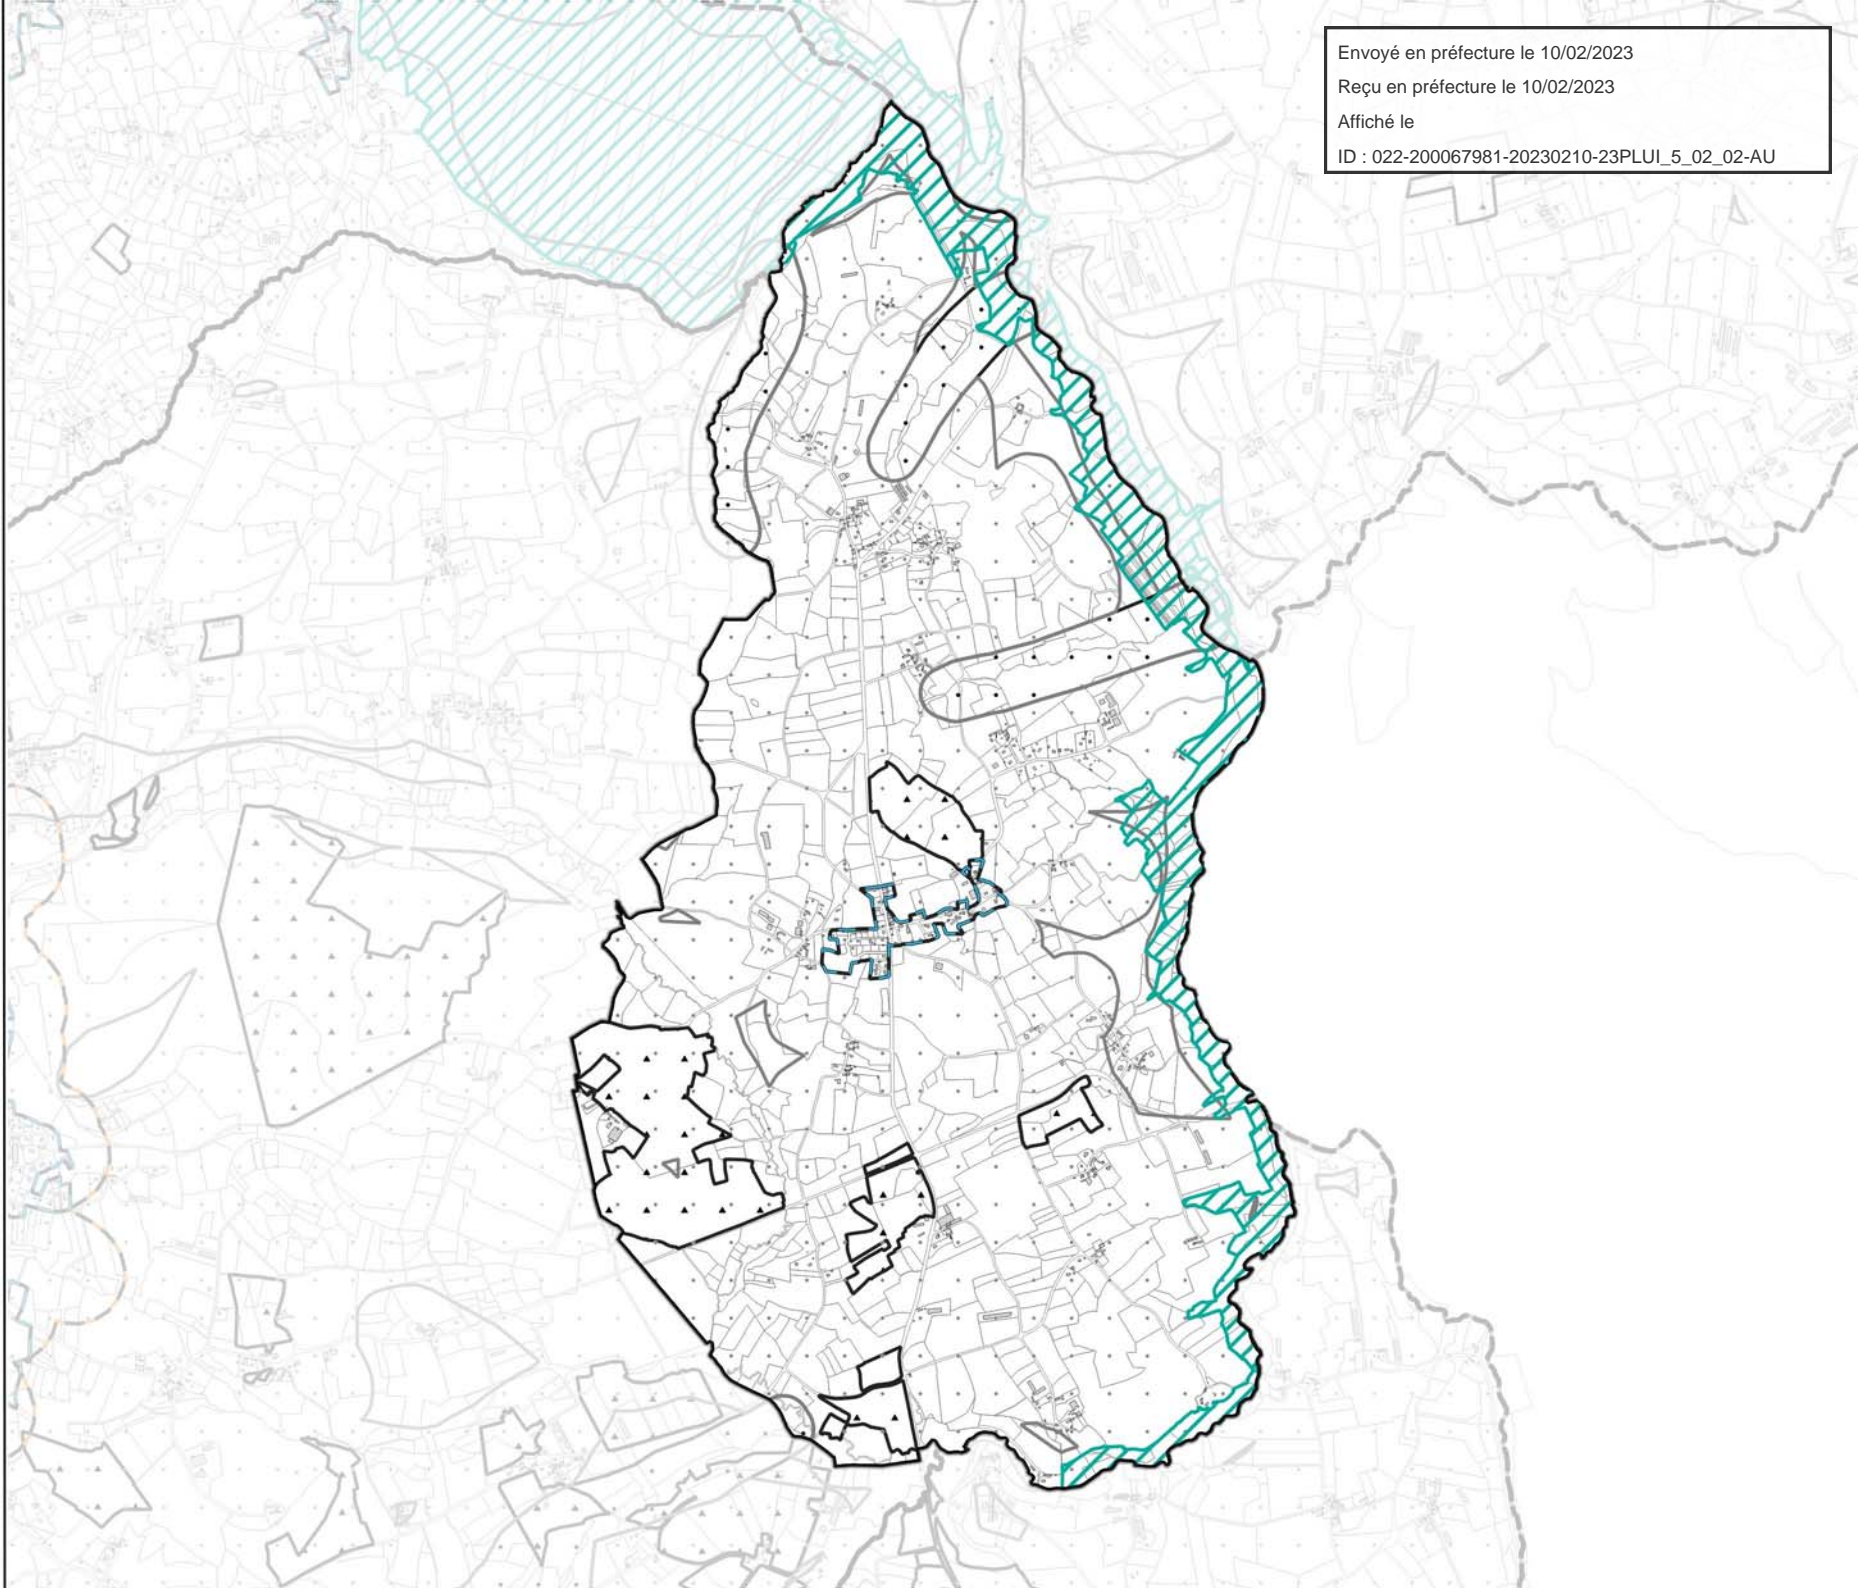 Envoyé en préfecture le 10/02/2023
Reçu en préfecture le 10/02/2023
Affiché le
ID : 022-200067981-20230210-23PLUI_5_02_02-AU